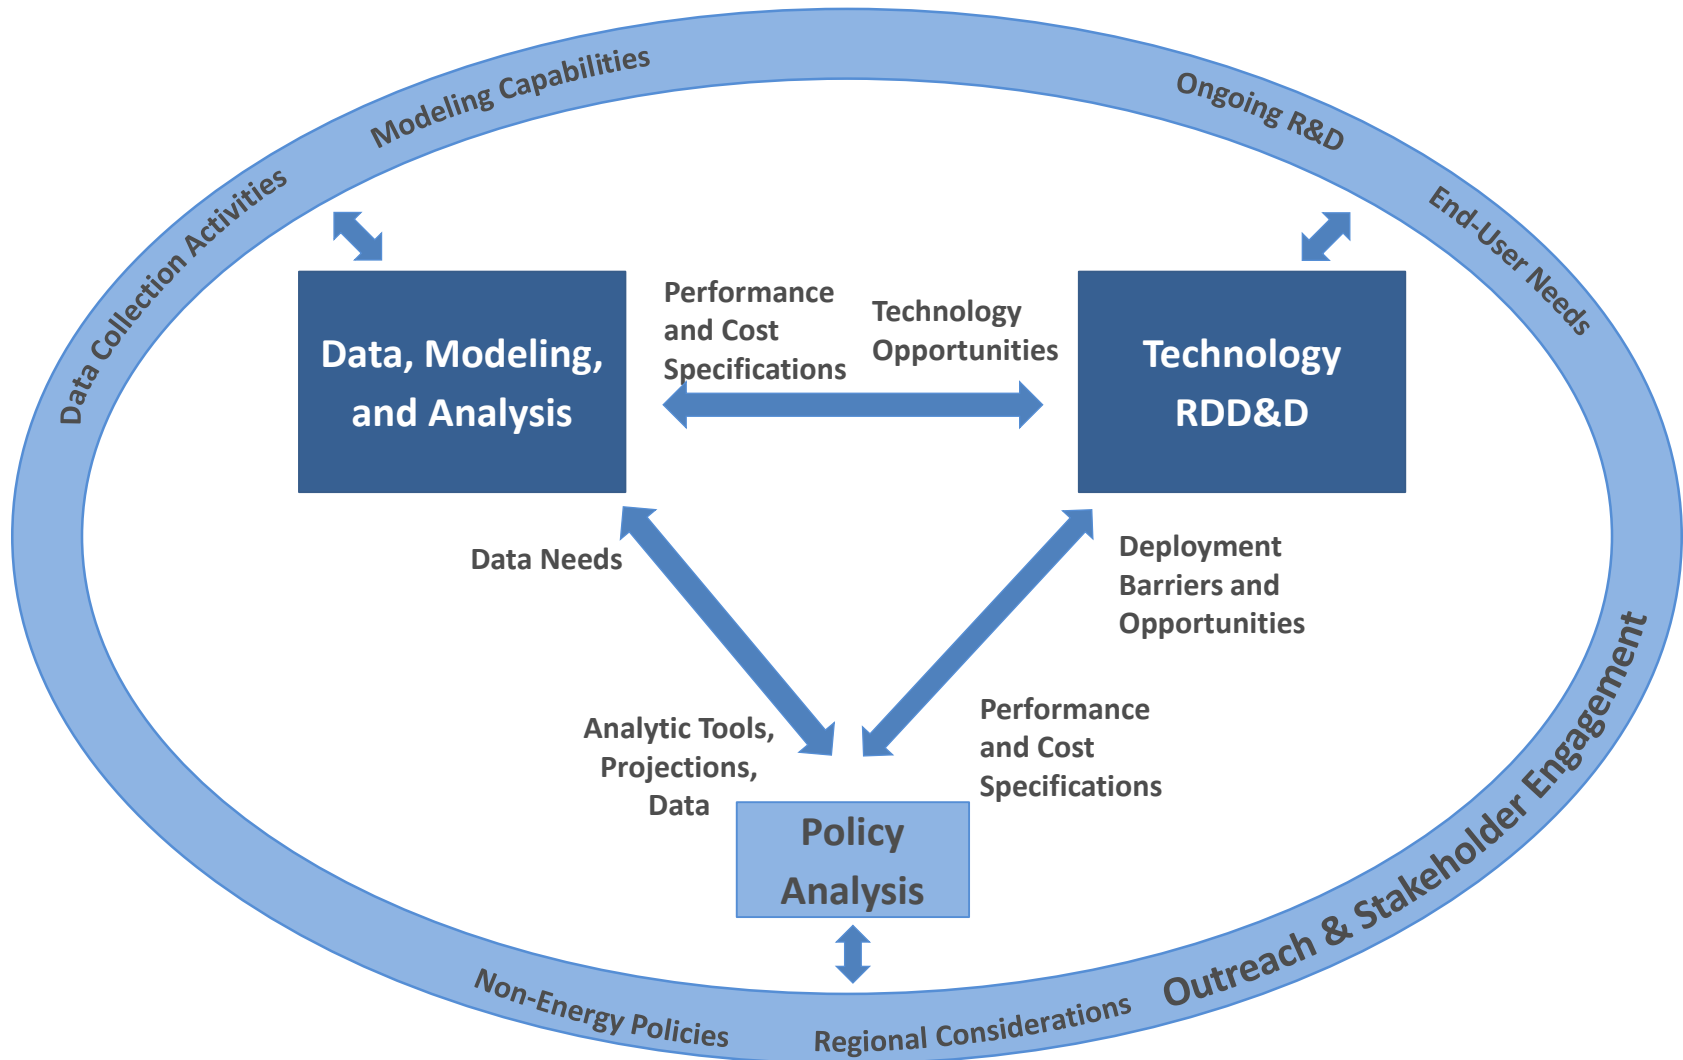 Modeling Capabilities
Ongoing R&D
Data Collection Activities
End-User Needs
Data, Modeling,
and Analysis
Performance
and Cost
Specifications
Technology
Opportunities
Technology
RDD&D
Data Needs
Deployment
Barriers and
Opportunities
Analytic Tools,
Projections,
Data
Performance
and Cost
Specifications
Policy
Analysis
Outreach & Stakeholder Engagement
Non-Energy Policies
Regional Considerations